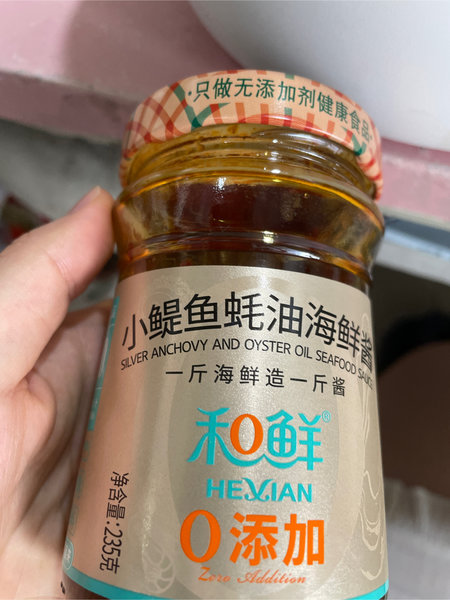 ·只做无添加剂健康食品
小鳀鱼蚝油海鲜酱
SILVER ANCHOVY AND OYSTER OIL SEAFOOD SAUCE
一斤海鲜造一斤酱
和鲜®
HEXIAN
0添加
Zero Addition
净含量:235克